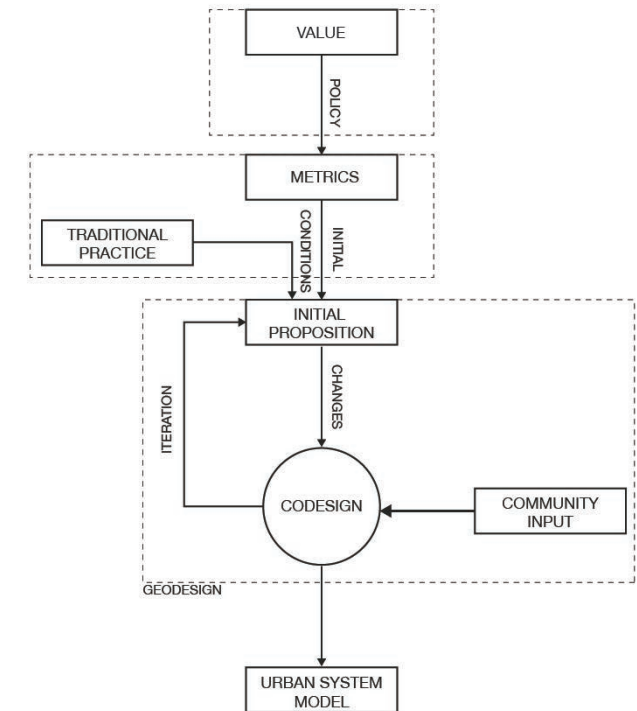 VALUE
POLICY
METRICS
TRADITIONAL
PRACTICE
CONDITIONS
INITIAL
INITIAL
PROPOSITION
ITERATION
CHANGES
CODESIGN
COMMUNITY
INPUT
GEODESIGN
URBAN SYSTEM
MODEL